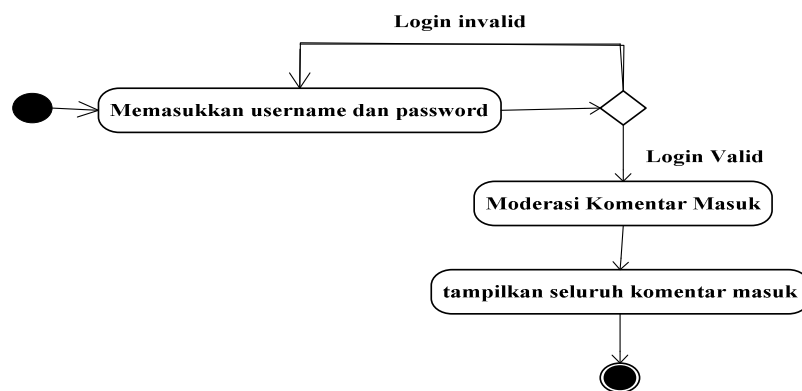 Login invalid
Memasukkan username dan password
Login Valid
Moderasi Komentar Masuk
tampilkan seluruh komentar masuk